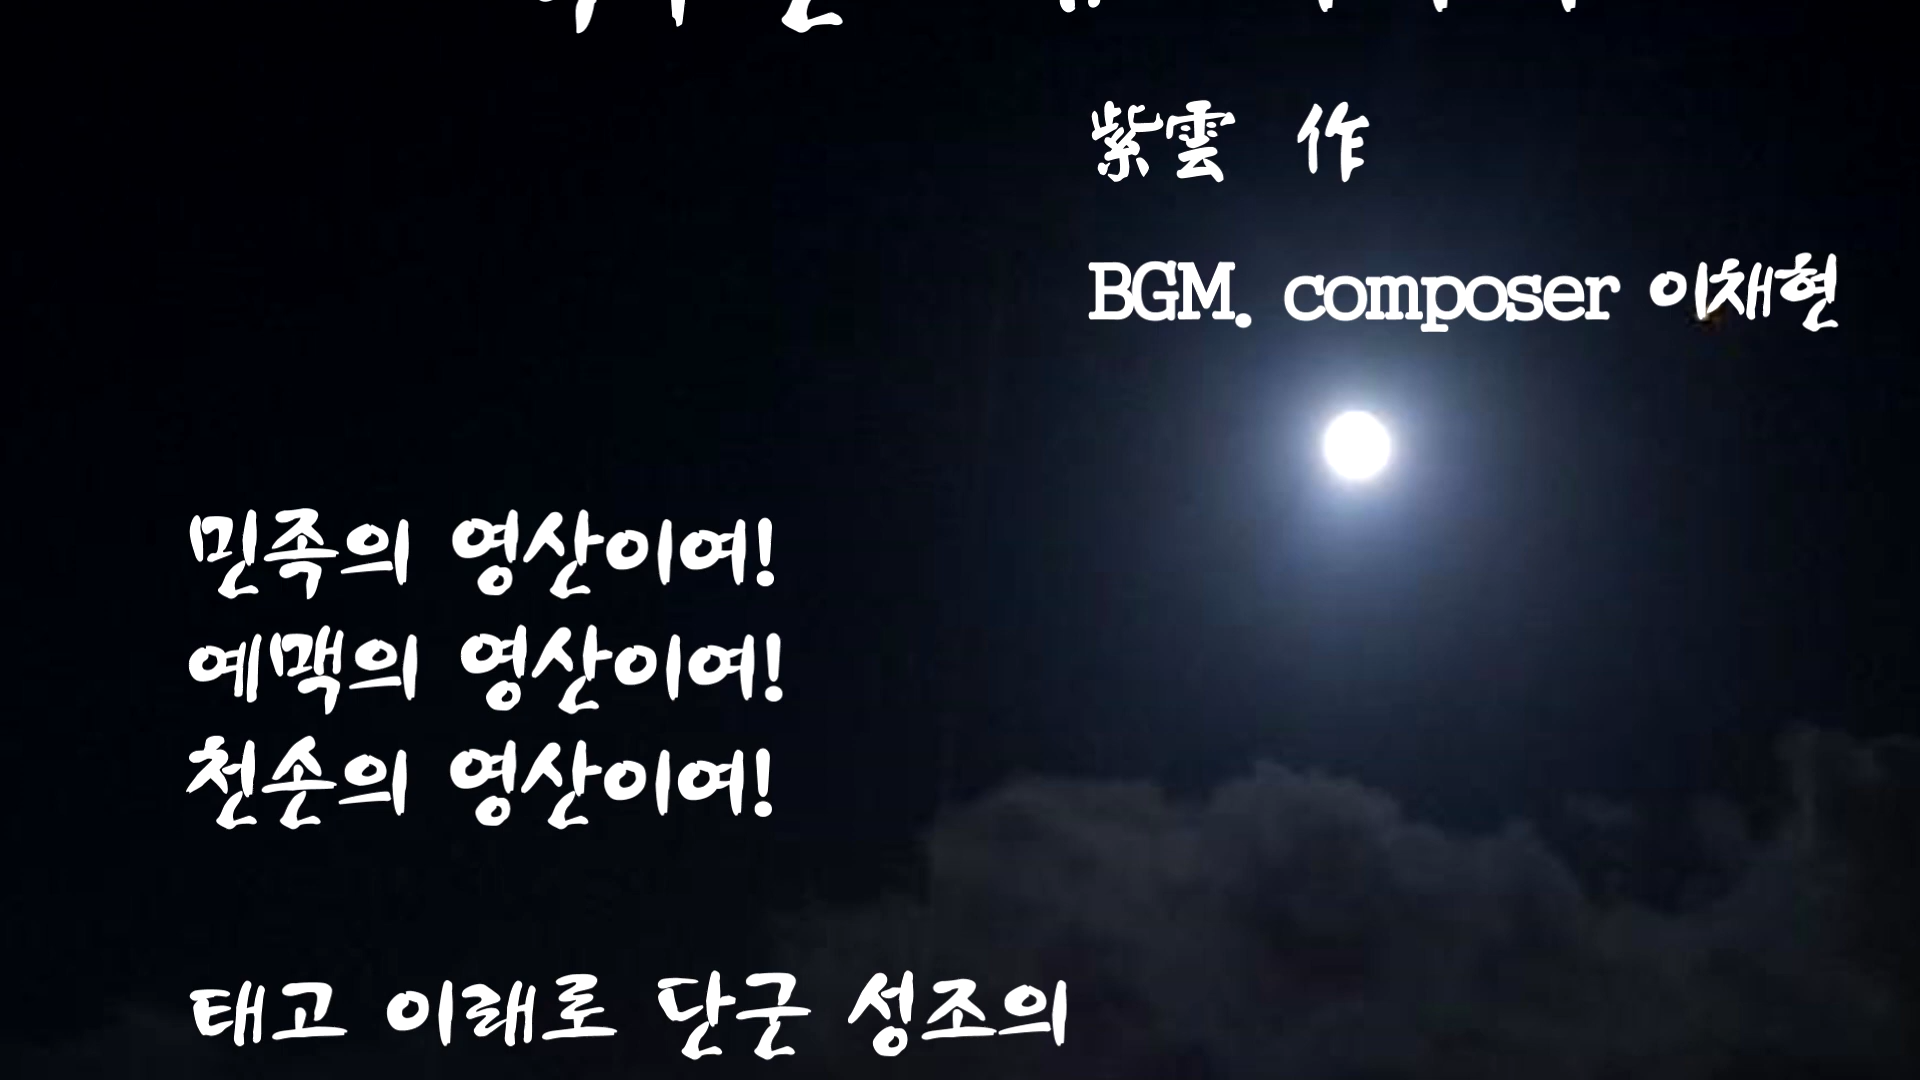 紫雲 作
BGM. composer 이채현
민족의 영산이여!
예맥의 영산이여!
천손의 영산이여!
태고 이래로 단군 성조의